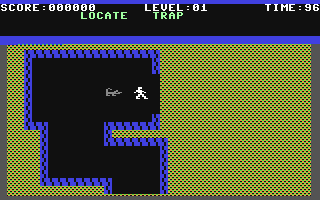 SCORE:000000 LEVEL:01 TIME:96
LOCATE TRAP